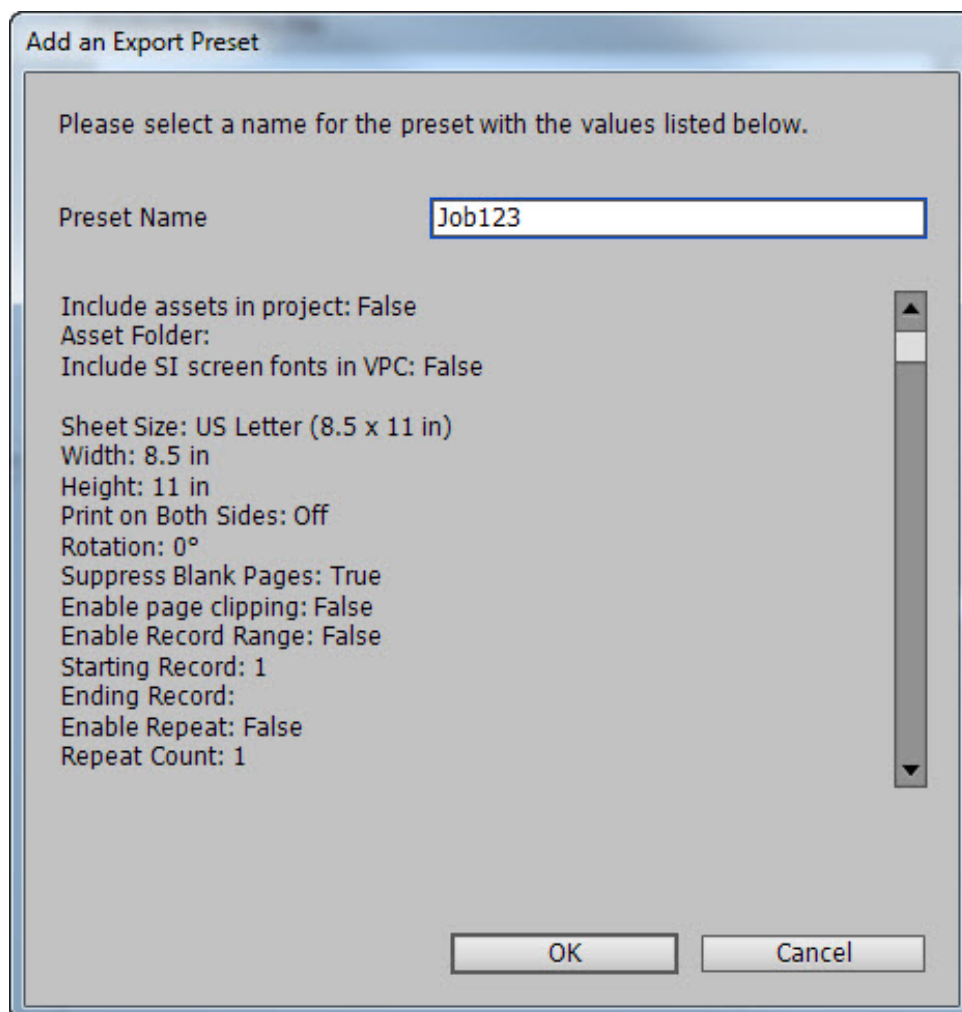 Add an Export Preset
Please select a name for the preset with the values listed below.
Preset Name
Job123
Include assets in project: False
Asset Folder:
Include SI screen fonts in VPC: False
Sheet Size: US Letter (8.5 x 11 in)
Width: 8.5 in
Height: 11 in
Print on Both Sides: Off
Rotation: 0°
Suppress Blank Pages: True
Enable page clipping: False
Enable Record Range: False
Starting Record: 1
Ending Record:
Enable Repeat: False
Repeat Count: 1
OK
Cancel